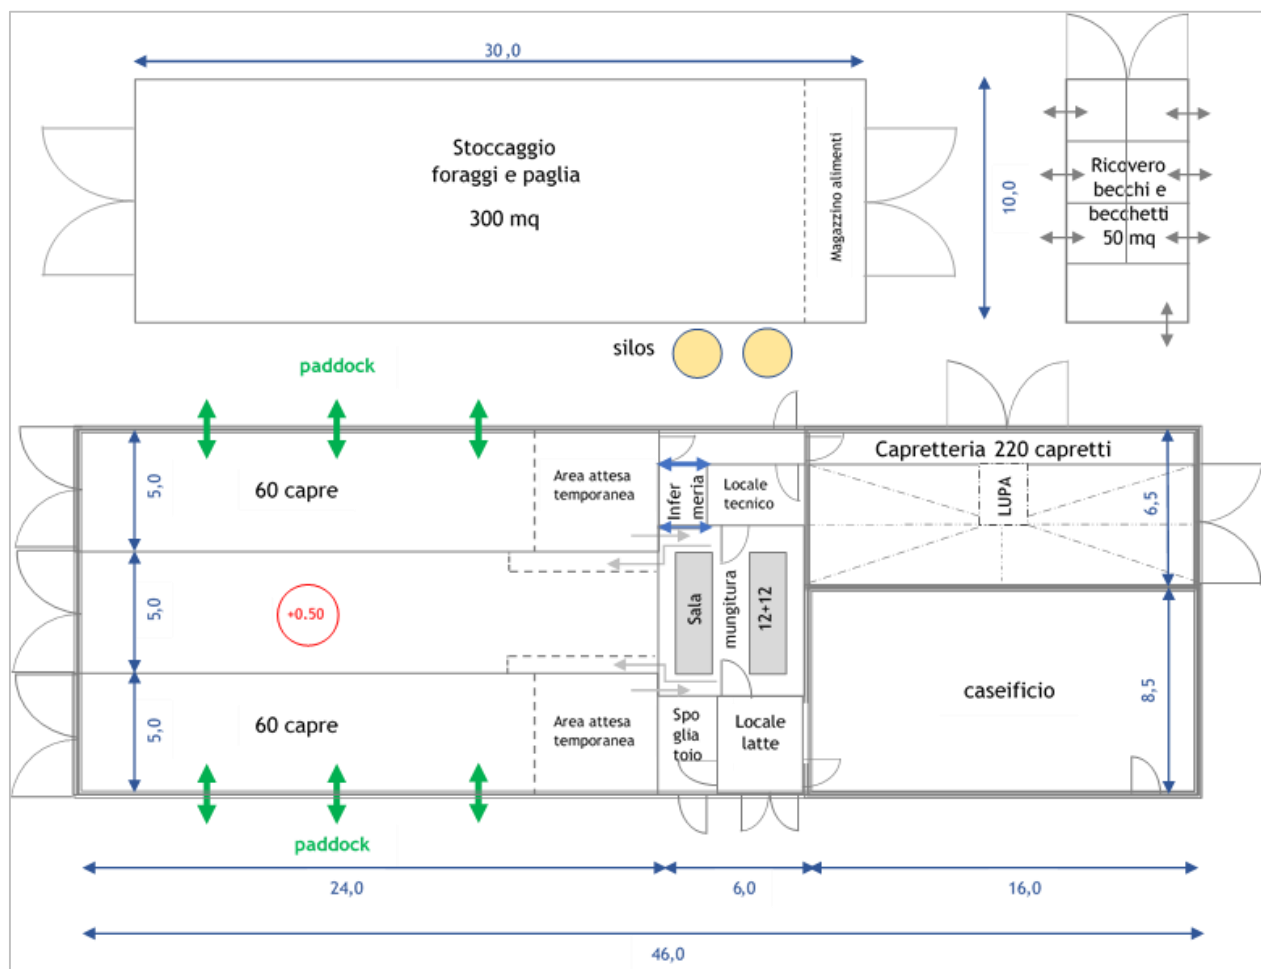 30,0
Stoccaggio
foraggi e paglia
300 mq
Magazzino alimenti
10,0
Ricovero
becchi e
becchetti
50 mq
silos
paddock
5,0
60 capre
Area attesa
temporanea
Infer
meria
Locale
tecnico
Capretteria 220 capretti
LUPA
6,5
5,0
+0.50
Sala
mungitura
12+12
5,0
60 capre
Area attesa
temporanea
Spo
glia
toio
Locale
latte
caseificio
8,5
paddock
24,0
6,0
16,0
46,0